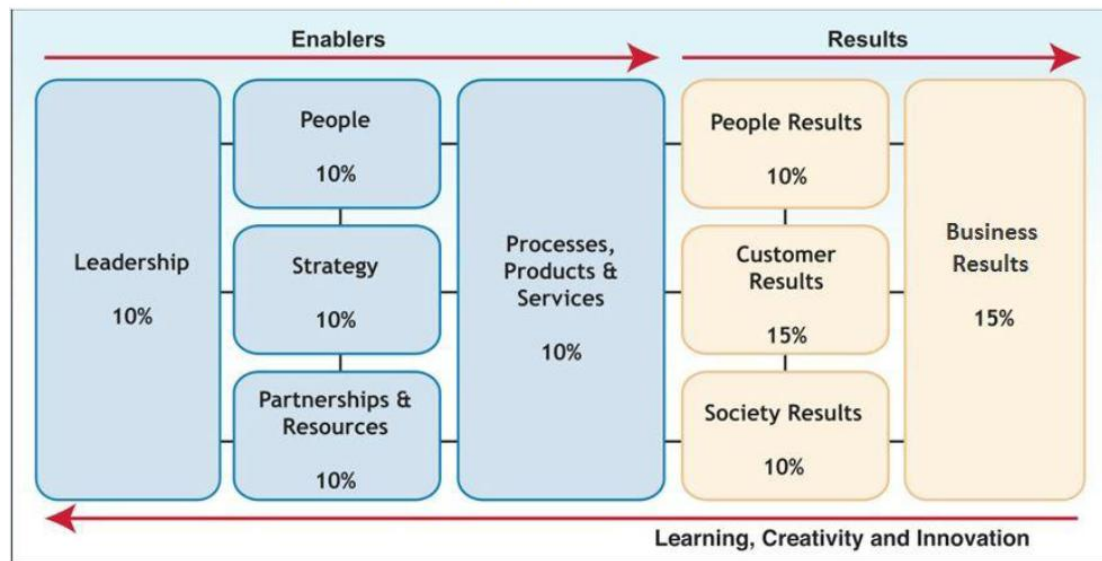 Enablers
Results
Leadership
10%
People
10%
Strategy
10%
Partnerships &
Resources
10%
Processes,
Products &
Services
10%
People Results
10%
Customer
Results
15%
Society Results
10%
Business
Results
15%
Learning, Creativity and Innovation